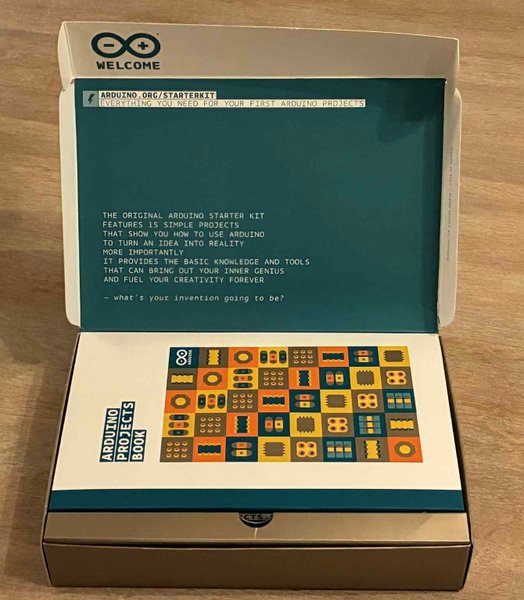 WELCOME
ARDUINO.ORG/STARTERKIT
EVERYTHING YOU NEED FOR YOUR FIRST ARDUINO PROJECTS
THE ORIGINAL ARDUINO STARTER KIT
FEATURES 15 SIMPLE PROJECTS
THAT SHOW YOU HOW TO USE ARDUINO
TO TURN AN IDEA INTO REALITY
MORE IMPORTANTLY
IT PROVIDES THE BASIC KNOWLEDGE AND TOOLS
THAT CAN BRING OUT YOUR INNER GENIUS
AND FUEL YOUR CREATIVITY FOREVER
— what's your invention going to be?
ARDUINO
PROJECTS
BOOK